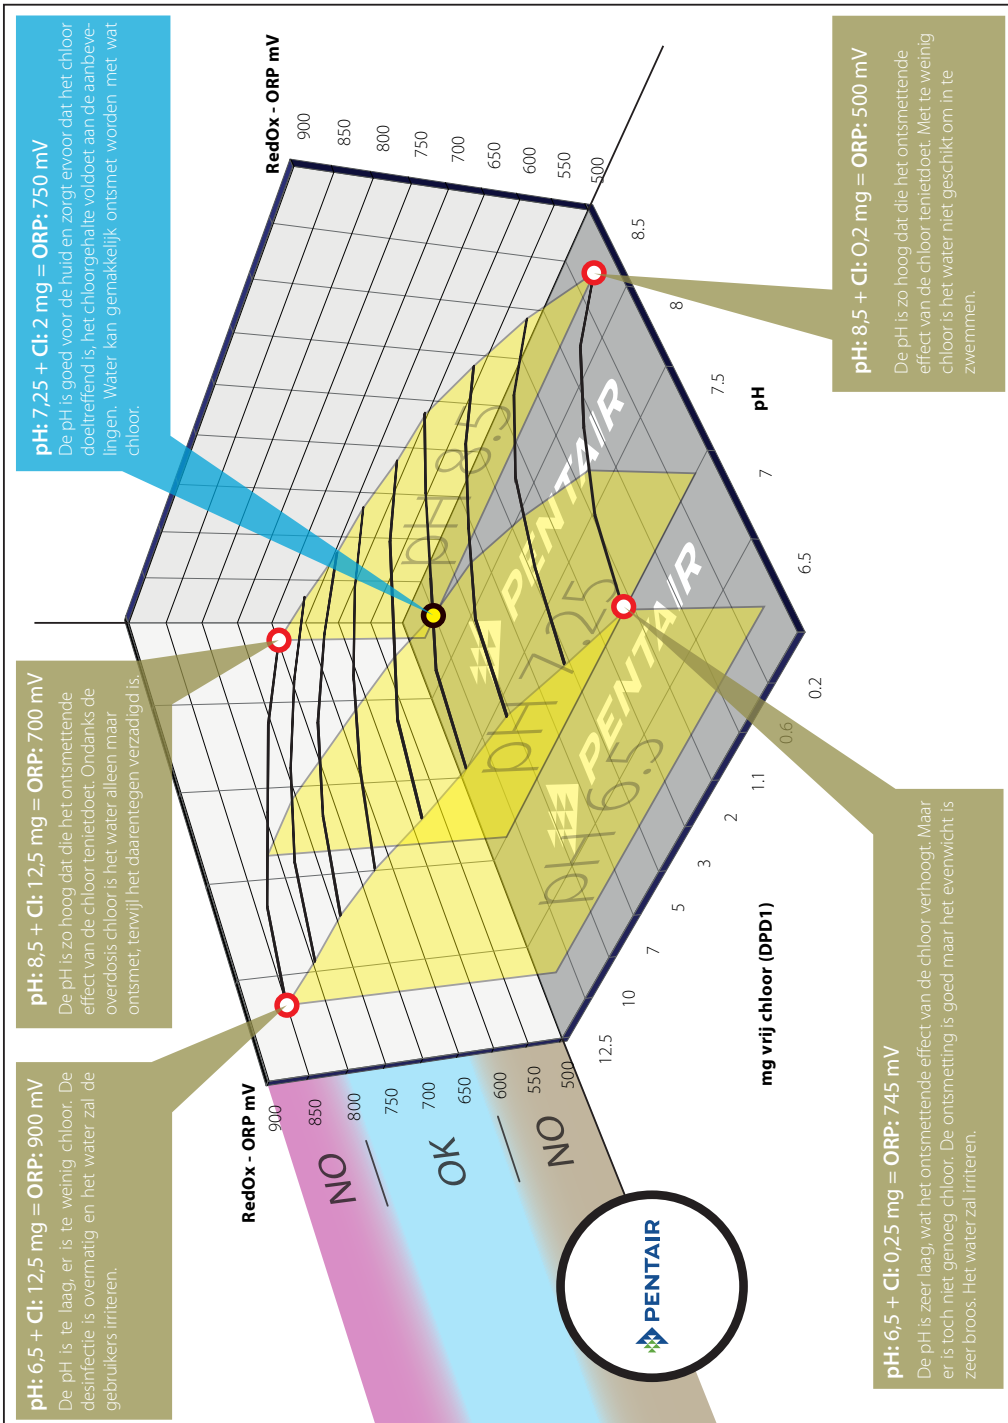 pH: 6,5 + Cl: 12,5 mg = ORP: 900 mV
De pH is te laag, er is te weinig chloor. De
desinfectie is overmatig en het water zal de
gebruikers irriteren.
pH: 8,5 + Cl: 12,5 mg = ORP: 700 mV
De pH is zo hoog dat die het ontsmettende
effect van de chloor tenietdoet. Ondanks de
overdosis chloor is het water alleen maar
ontsmet, terwijl het daarentegen verzadigd is.
pH: 7,25 + Cl: 2 mg = ORP: 750 mV
De pH is goed voor de huid en zorgt ervoor dat het chloor
doeltreffend is, het chloorgehalte voldoet aan de aanbeve-
lingen. Water kan gemakkelijk ontsmet worden met wat
chloor.
RedOx - ORP mV
900
850
800
750
700
650
600
550
500
RedOx - ORP mV
900
850
800
750
700
650
600
550
500
NO
OK
NO
pH 8.5
pH 7.25
pH 6.5
PENTAIR
PENTAIR
PENTAIR
12.5
10
7
5
3
2
1.1
0.6
0.2
mg vrij chloor (DPD1)
6.5
7
7.5
8
8.5
pH
pH: 6,5 + Cl: 0,25 mg = ORP: 745 mV
De pH is zeer laag, wat het ontsmettende effect van de chloor verhoogt. Maar
er is toch niet genoeg chloor. De ontsmetting is goed maar het evenwicht is
zeer broos. Het water zal irriteren.
pH: 8,5 + Cl: O,2 mg = ORP: 500 mV
De pH is zo hoog dat die het ontsmettende
effect van de chloor tenietdoet. Met te weinig
chloor is het water niet geschikt om in te
zwemmen.